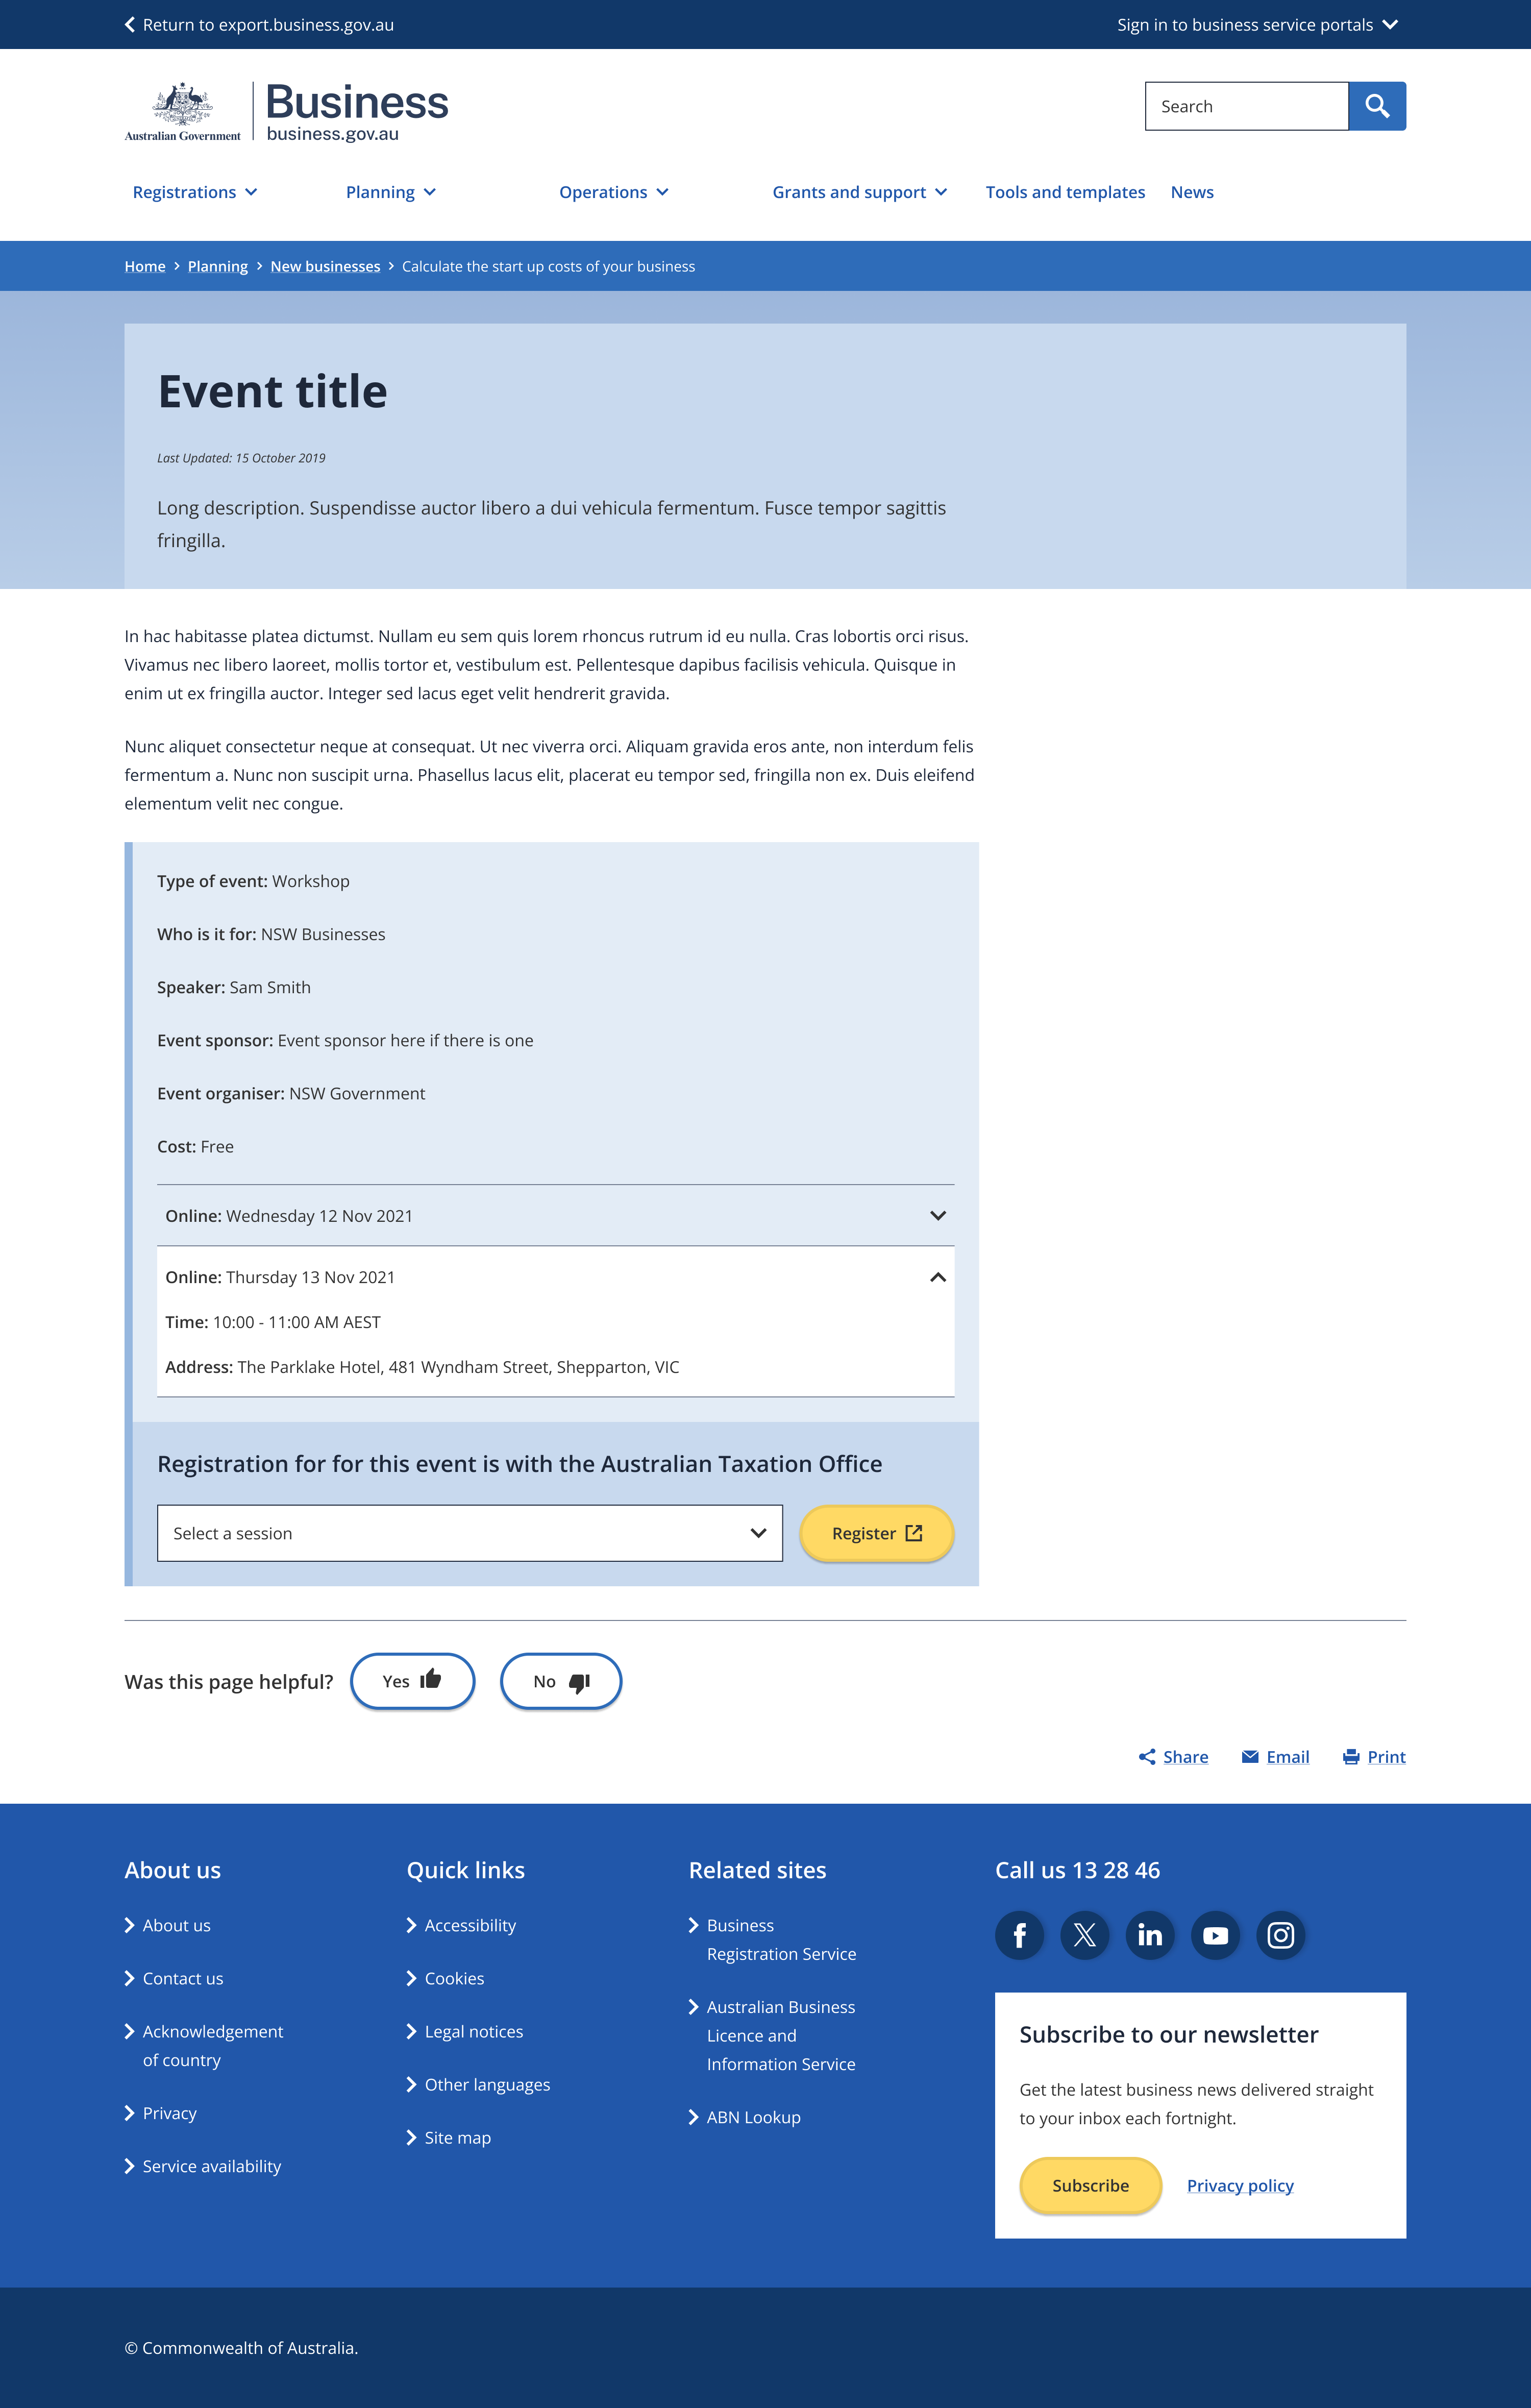 Return to export.business.gov.au
Sign in to business service portals
Australian Government
Business
business.gov.au
Search
Registrations
Planning
Operations
Grants and support
Tools and templates
News
Home > Planning > New businesses > Calculate the start up costs of your business
Event title
Last Updated: 15 October 2019
Long description. Suspendisse auctor libero a dui vehicula fermentum. Fusce tempor sagittis
fringilla.
In hac habitasse platea dictumst. Nullam eu sem quis lorem rhoncus rutrum id eu nulla. Cras lobortis orci risus.
Vivamus nec libero laoreet, mollis tortor et, vestibulum est. Pellentesque dapibus facilisis vehicula. Quisque in
enim ut ex fringilla auctor. Integer sed lacus eget velit hendrerit gravida.
Nunc aliquet consectetur neque at consequat. Ut nec viverra orci. Aliquam gravida eros ante, non interdum felis
fermentum a. Nunc non suscipit urna. Phasellus lacus elit, placerat eu tempor sed, fringilla non ex. Duis eleifend
elementum velit nec congue.
Type of event: Workshop
Who is it for: NSW Businesses
Speaker: Sam Smith
Event sponsor: Event sponsor here if there is one
Event organiser: NSW Government
Cost: Free
Online: Wednesday 12 Nov 2021
Online: Thursday 13 Nov 2021
Time: 10:00 - 11:00 AM AEST
Address: The Parklake Hotel, 481 Wyndham Street, Shepparton, VIC
Registration for for this event is with the Australian Taxation Office
Select a session
Register
Was this page helpful?
Yes
No
Share
Email
Print
About us
About us
Contact us
Acknowledgement
of country
Privacy
Service availability
Quick links
Accessibility
Cookies
Legal notices
Other languages
Site map
Related sites
Business
Registration Service
Australian Business
Licence and
Information Service
ABN Lookup
Call us 13 28 46
Subscribe to our newsletter
Get the latest business news delivered straight
to your inbox each fortnight.
Subscribe
Privacy policy
© Commonwealth of Australia.